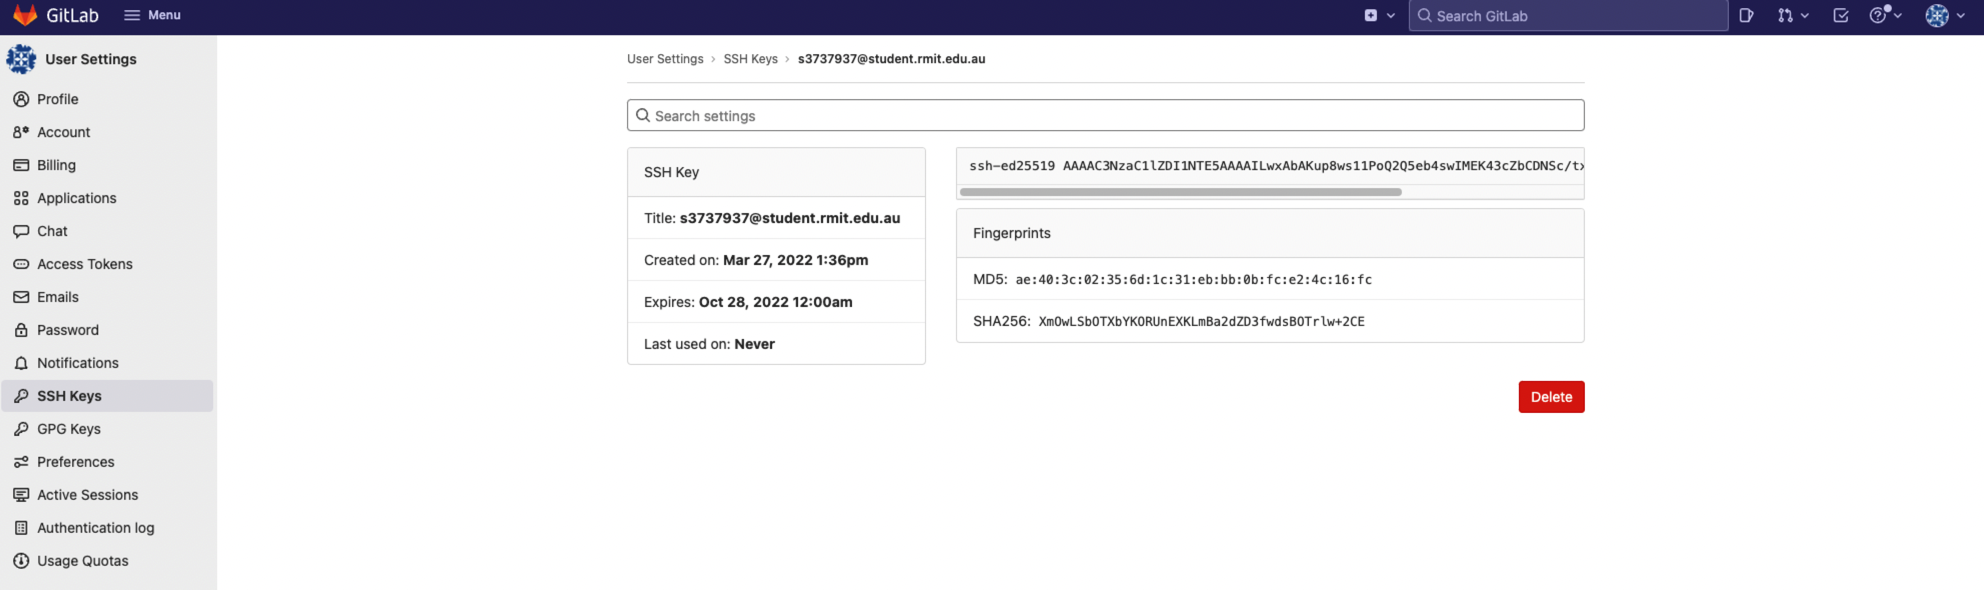 GitLab Menu Search GitLab
User Settings
Profile
Account
Billing
Applications
Chat
Access Tokens
Emails
Password
Notifications
SSH Keys
GPG Keys
Preferences
Active Sessions
Authentication log
Usage Quotas
User Settings › SSH Keys › s3737937@student.rmit.edu.au
Search settings
SSH Key
Title: s3737937@student.rmit.edu.au
Created on: Mar 27, 2022 1:36pm
Expires: Oct 28, 2022 12:00am
Last used on: Never
ssh-ed25519 AAAAC3NzaC1lZDI1NTE5AAAAILwxAbAKup8ws11PoQ2Q5eb4swIMEK43cZbCDNSc/tx
Fingerprints
MD5: ae:40:3c:02:35:6d:1c:31:eb:bb:0b:fc:e2:4c:16:fc
SHA256: XmOwLSbOTXbYKORUnEXKLmBa2dZD3fwdsBOTrlw+2CE
Delete